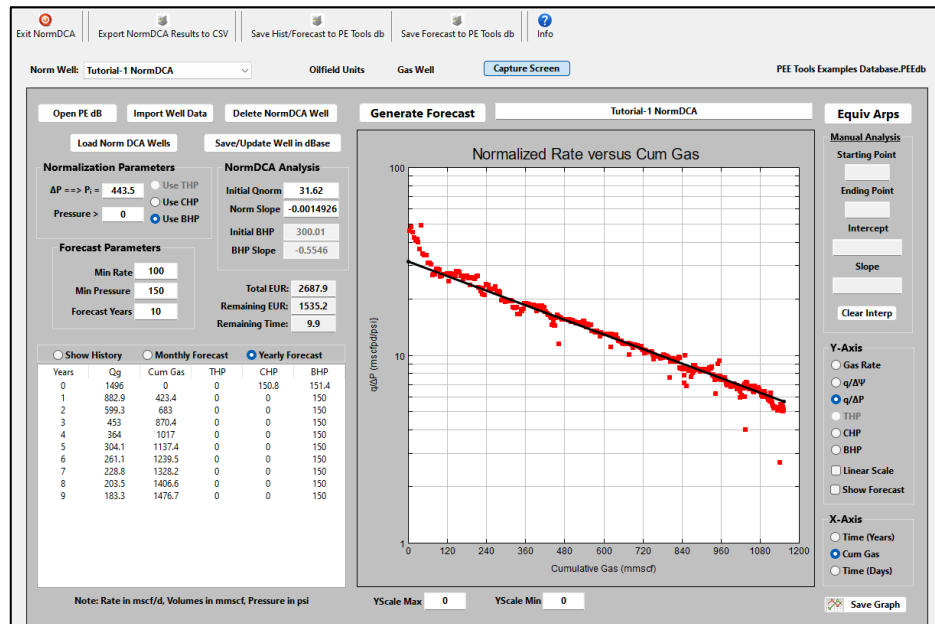 Exit NormDCA
Export NormDCA Results to CSV
Save Hist/Forecast to PE Tools db
Save Forecast to PE Tools db
Info
Norm Well: Tutorial-1 NormDCA Oilfield Units Gas Well Capture Screen PEE Tools Examples Database.PEEdb
Open PE dB Import Well Data Delete NormDCA Well
Load Norm DCA Wells Save/Update Well in dBase
Normalization Parameters
ΔP ==> Pi = 443.5
Use THP
Use CHP
Pressure > 0
Use BHP
NormDCA Analysis
Initial Qnorm 31.62
Norm Slope -0.0014926
Initial BHP 300.01
BHP Slope -0.5546
Forecast Parameters
Min Rate 100
Min Pressure 150
Forecast Years 10
Total EUR: 2687.9
Remaining EUR: 1535.2
Remaining Time: 9.9
Show History Monthly Forecast Yearly Forecast
Years Qg Cum Gas THP CHP BHP
0 1496 0 0 150.8 151.4
1 882.9 423.4 0 0 150
2 599.3 683 0 0 150
3 453 870.4 0 0 150
4 364 1017 0 0 150
5 304.1 1137.4 0 0 150
6 261.1 1239.5 0 0 150
7 228.8 1328.2 0 0 150
8 203.5 1406.6 0 0 150
9 183.3 1476.7 0 0 150
Note: Rate in mscf/d, Volumes in mmscf, Pressure in psi
Generate Forecast Tutorial-1 NormDCA
Normalized Rate versus Cum Gas
q/ΔP (mscfpd/psi)
100
10
1
0 120 240 360 480 600 720 840 960 1080 1200
Cumulative Gas (mmscf)
YScale Max 0 YScale Min 0
Equiv Arps
Manual Analysis
Starting Point
Ending Point
Intercept
Slope
Clear Interp
Y-Axis
Gas Rate
q/ΔΨ
q/ΔP
THP
CHP
BHP
Linear Scale
Show Forecast
X-Axis
Time (Years)
Cum Gas
Time (Days)
Save Graph